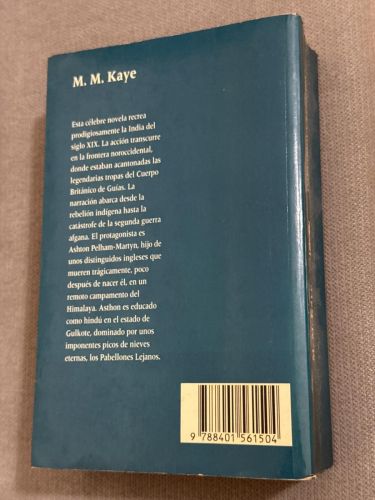 M. M. Kaye
Esta célebre novela recrea
prodigiosamente la India del
siglo XIX. La acción transcurre
en la frontera noroccidental,
donde estaban acantonadas las
legendarias tropas del Cuerpo
Británico de Guías. La
narración abarca desde la
rebelión indígena hasta la
catástrofe de la segunda guerra
afgana. El protagonista es
Ashton Pelham-Martyn, hijo de
unos distinguidos ingleses que
mueren trágicamente, poco
después de nacer él, en un
remoto campamento del
Himalaya. Asthon es educado
como hindú en el estado de
Gulkote, dominado por unos
imponentes picos de nieves
eternas, los Pabellones Lejanos.
9 788401 561504